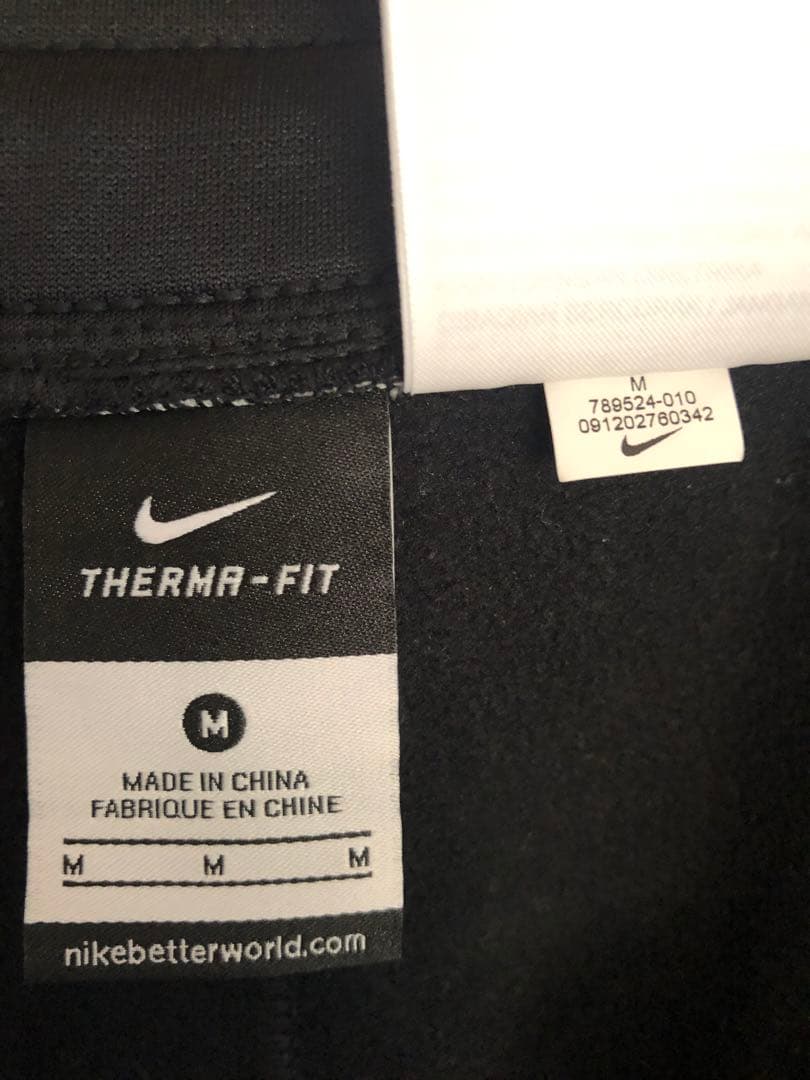 M
789524-010
091202760342
THERMA-FIT
M
MADE IN CHINA
FABRIQUE EN CHINE
M M M
nikebetterworld.com